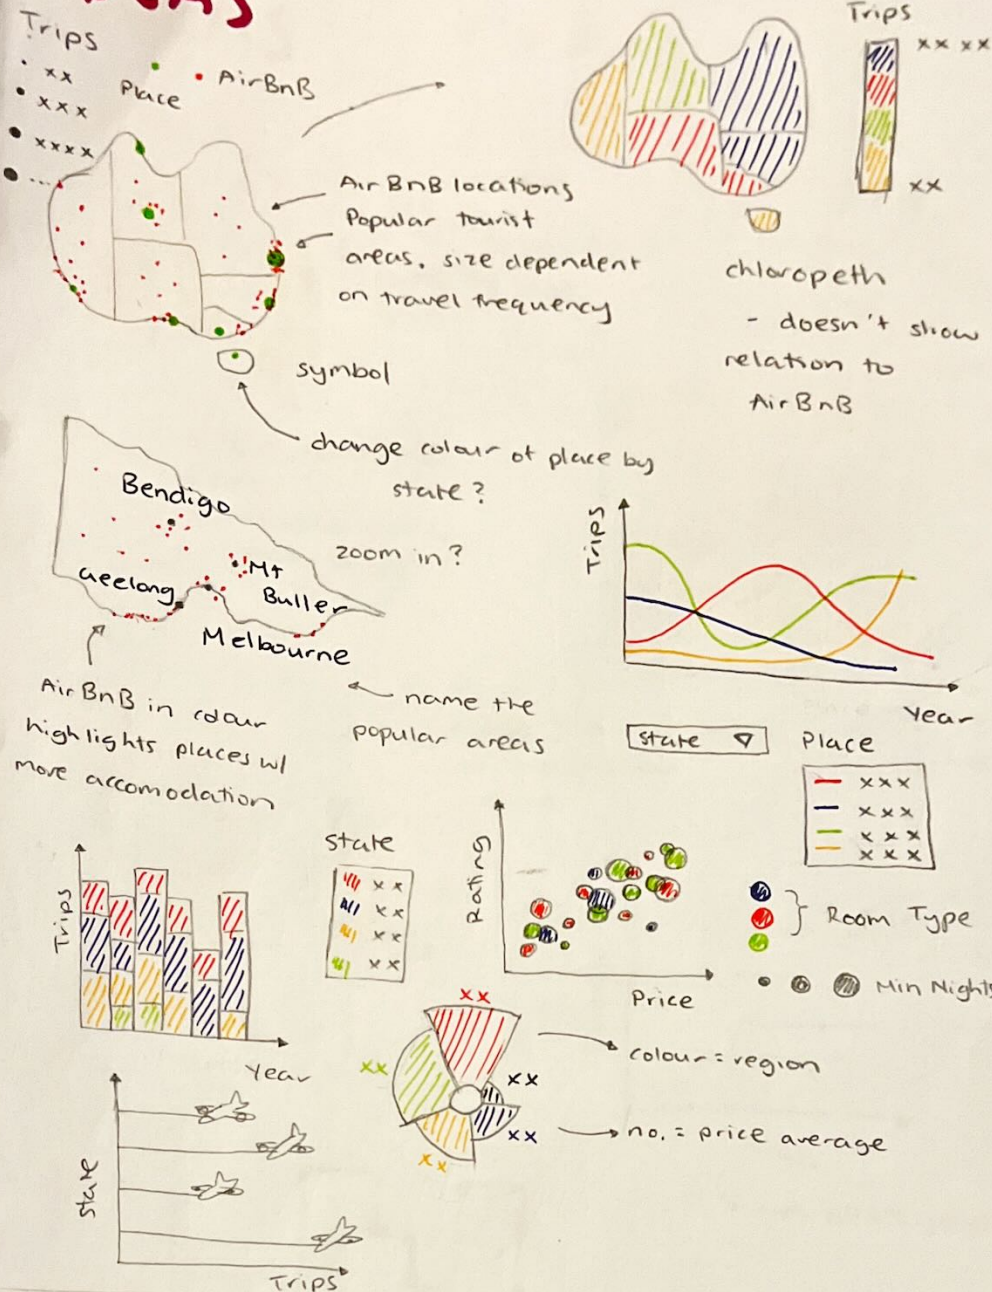 Trips
xx
xxx
xxxx
...
Place
AirBnB
AirBnB locations
Popular tourist
areas, size dependent
on travel frequency
symbol
change colour of place by
state?
Trips
xx xx
xx
chloropeth
- doesn't show
relation to
AirBnB
Bendigo
Geelong
Mt
Buller
Melbourne
zoom in?
name the
popular areas
AirBnB in colour
highlights places w/
more accomodation
Trips
Year
state
Place
xxx
xxx
xxx
xxx
Trips
Year
state
xx
xx
xx
xx
Rating
Price
Room Type
Min Nights
xx
xx
xx
xx
xx
colour = region
no. = price average
State
Trips